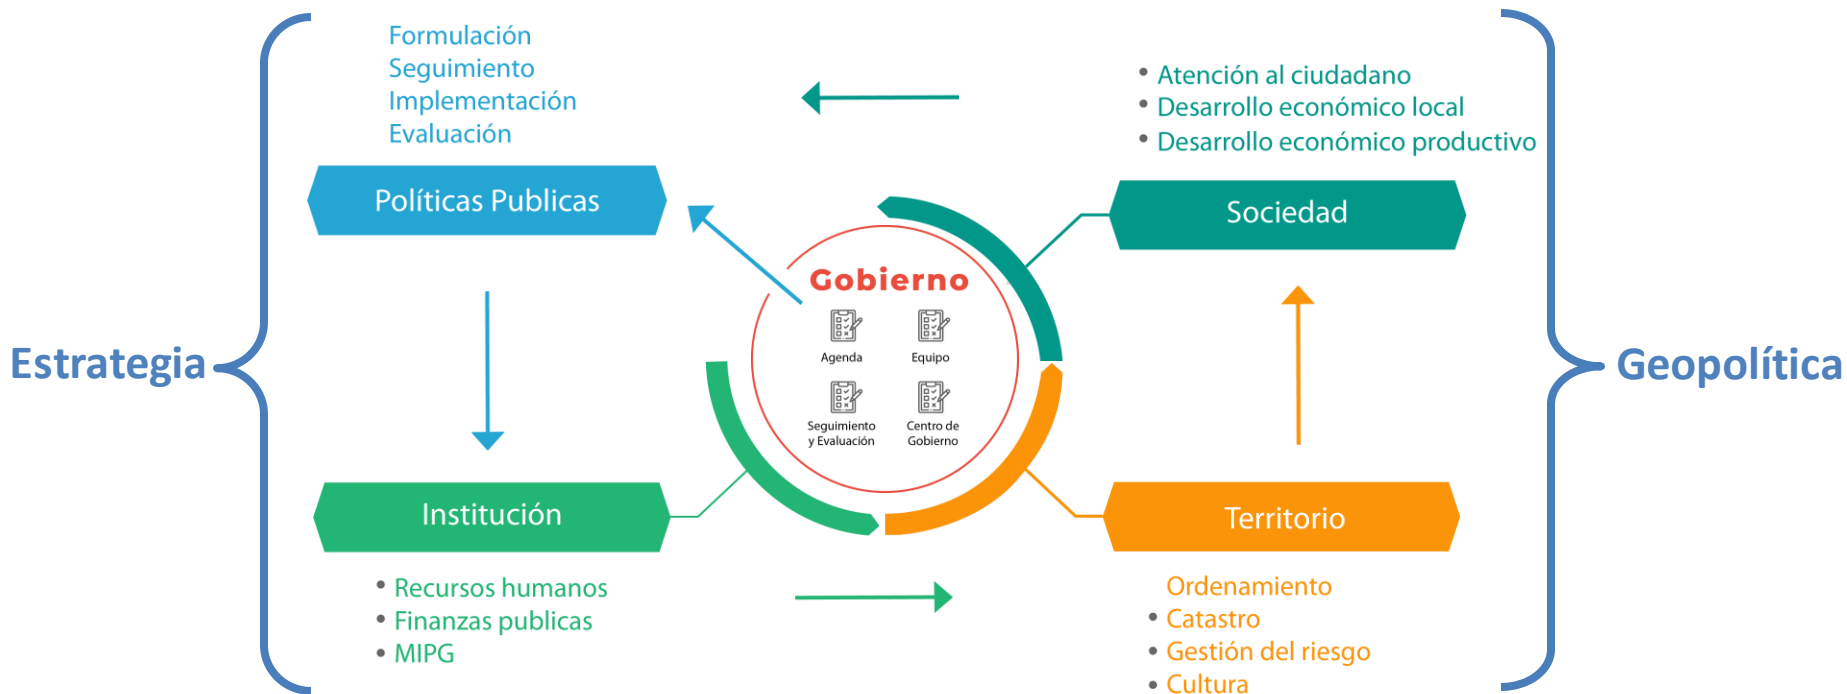 Estrategia
Formulación
Seguimiento
Implementación
Evaluación
Políticas Publicas
Institución
• Recursos humanos
• Finanzas publicas
• MIPG
Gobierno
Agenda
Equipo
Seguimiento
y Evaluación
Centro de
Gobierno
• Atención al ciudadano
• Desarrollo económico local
• Desarrollo económico productivo
Sociedad
Territorio
Ordenamiento
• Catastro
• Gestión del riesgo
• Cultura
Geopolítica